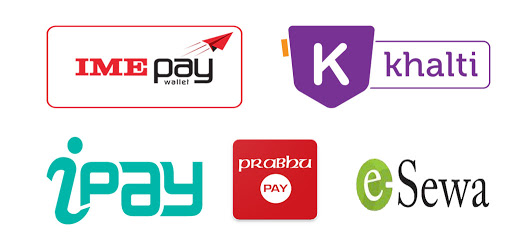 IME pay
wallet
K khalti
ipay
PRABHU
PAY
e-Sewa